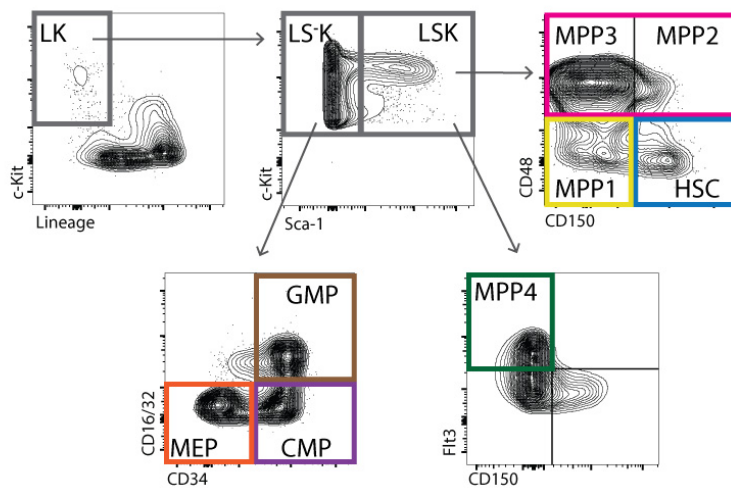 LK
c-Kit
Lineage
LS-K
LSK
c-Kit
Sca-1
MPP3
MPP2
MPP1
HSC
CD48
CD150
GMP
MEP
CMP
CD16/32
CD34
MPP4
Flt3
CD150